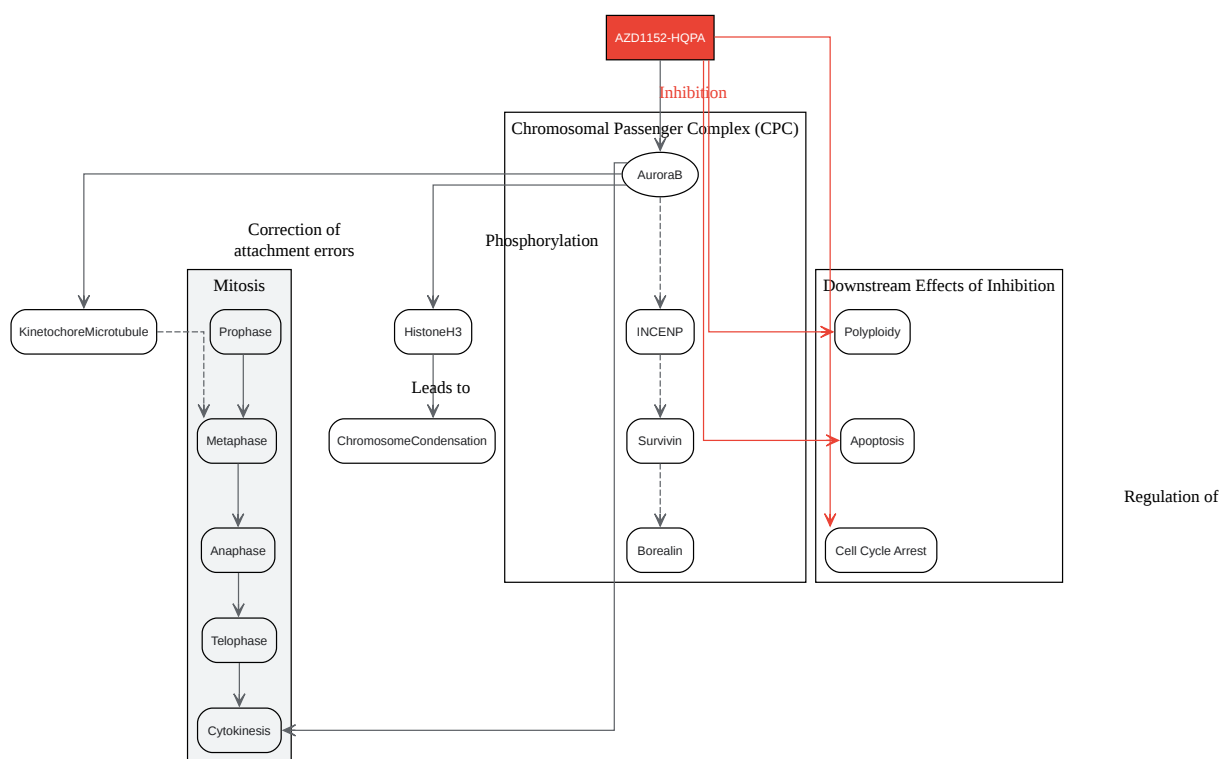 AZD1152-HQPA
Inhibition
Chromosomal Passenger Complex (CPC)
AuroraB
Correction of
attachment errors
Phosphorylation
Mitosis
Downstream Effects of Inhibition
KinetochoreMicrotubule
Prophase
HistoneH3
INCENP
Polyploidy
Leads to
Metaphase
ChromosomeCondensation
Survivin
Apoptosis
Regulation of
Anaphase
Borealin
Cell Cycle Arrest
Telophase
Cytokinesis